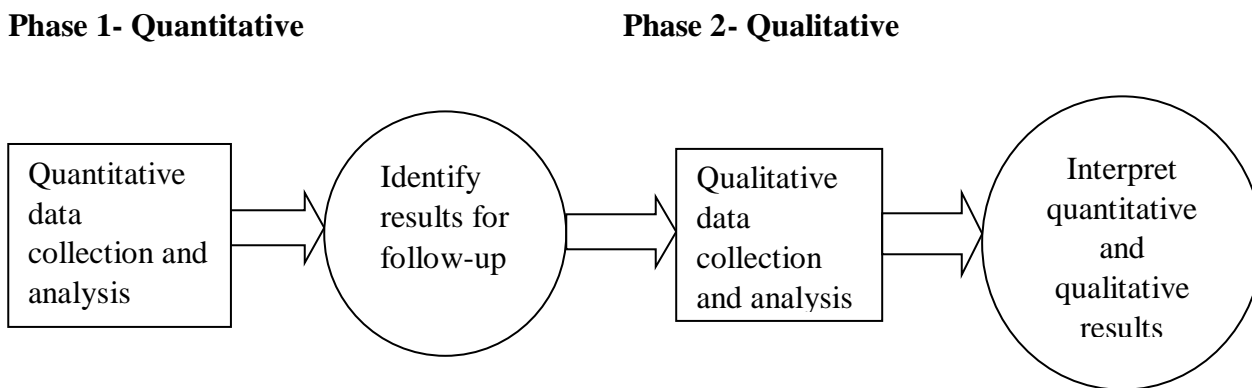 Phase 1- Quantitative
Phase 2- Qualitative
Quantitative
data
collection and
analysis
Identify
results for
follow-up
Qualitative
data
collection
and analysis
Interpret
quantitative
and
qualitative
results